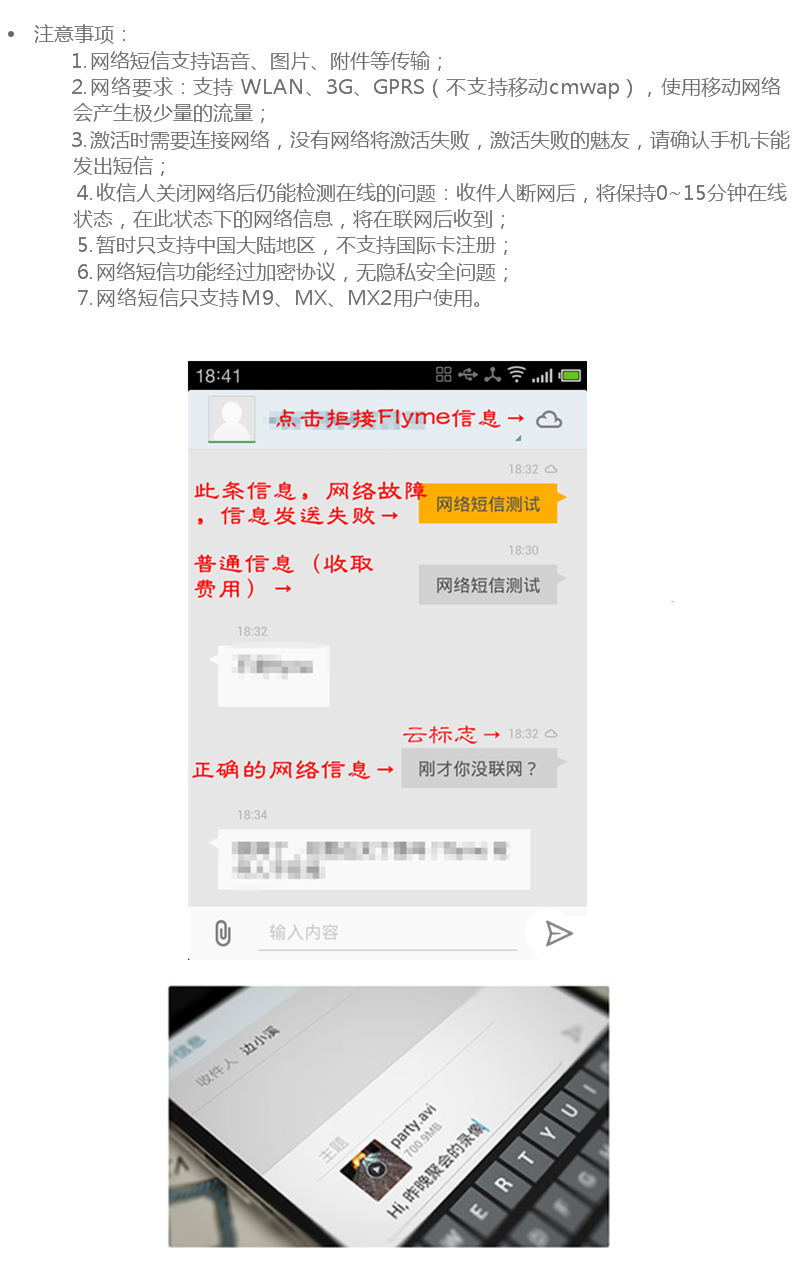 • 注意事项：
1.网络短信支持语音、图片、附件等传输；
2.网络要求：支持 WLAN、3G、GPRS（不支持移动cmwap），使用移动网络
会产生极少量的流量；
3.激活时需要连接网络，没有网络将激活失败，激活失败的魅友，请确认手机卡能
发出短信；
4.收信人关闭网络后仍能检测在线的问题：收件人断网后，将保持0~15分钟在线
状态，在此状态下的网络信息，将在联网后收到；
5.暂时只支持中国大陆地区，不支持国际卡注册；
6.网络短信功能经过加密协议，无隐私安全问题；
7.网络短信只支持M9、MX、MX2用户使用。
18:41
点击拒接Flyme信息→
18:32
此条信息，网络故障
，信息发送失败→
网络短信测试
18:30
普通信息（收取
费用）→
网络短信测试
18:32
云标志→ 18:32
正确的网络信息→
刚才你没联网？
18:34
输入内容
新信息
收件人 边小溪
主题
party.avi
700.9MB
Hi, 昨晚聚会的录像
W E R T Y U I
D F G H